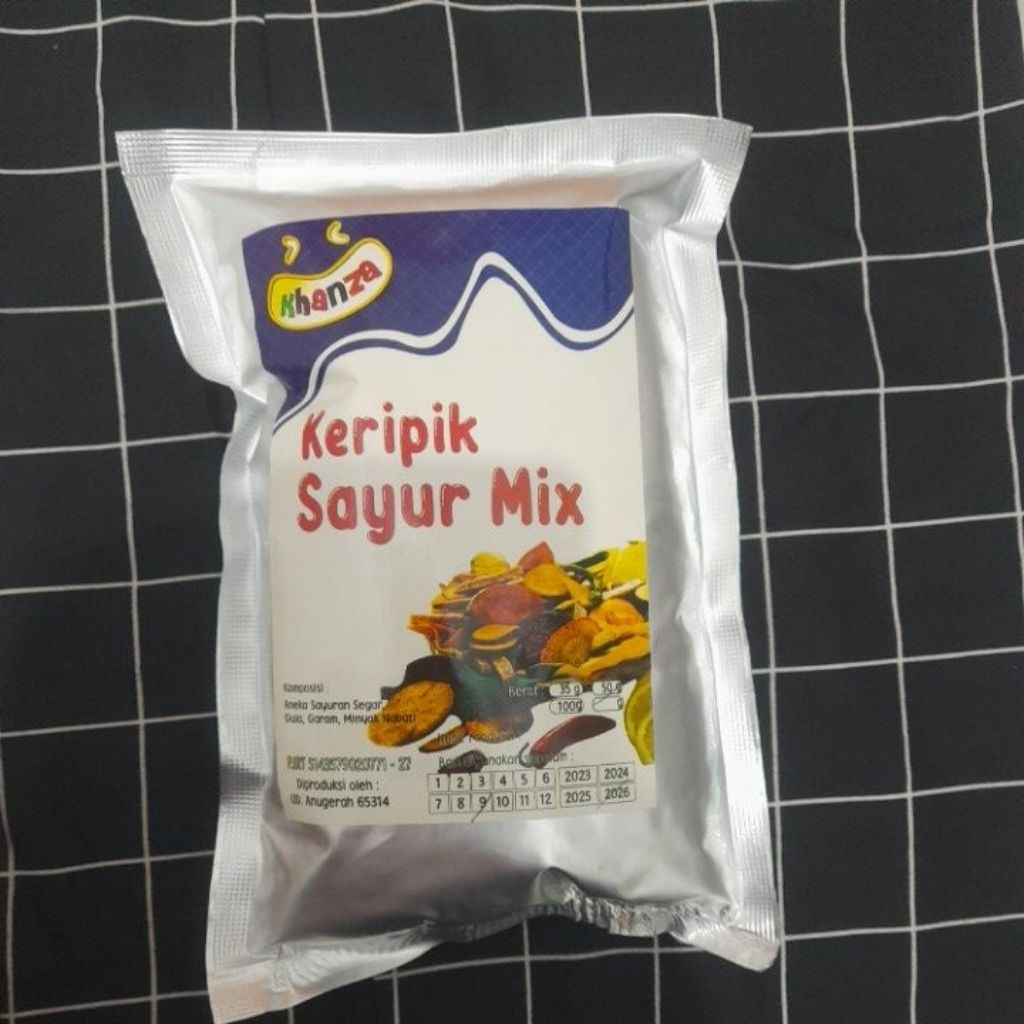 Khanza
Keripik
Sayur Mix
Komposisi :
Aneka Sayuran Segar,
Gula, Garam, Minyak Nabati
Berat : 35 g 50 g
100g g
P.IRT 5143579020771 - 27
Diproduksi oleh :
UD. Anugerah 65314
1 2 3 4 5 6 2023 2024
7 8 9 10 11 12 2025 2026